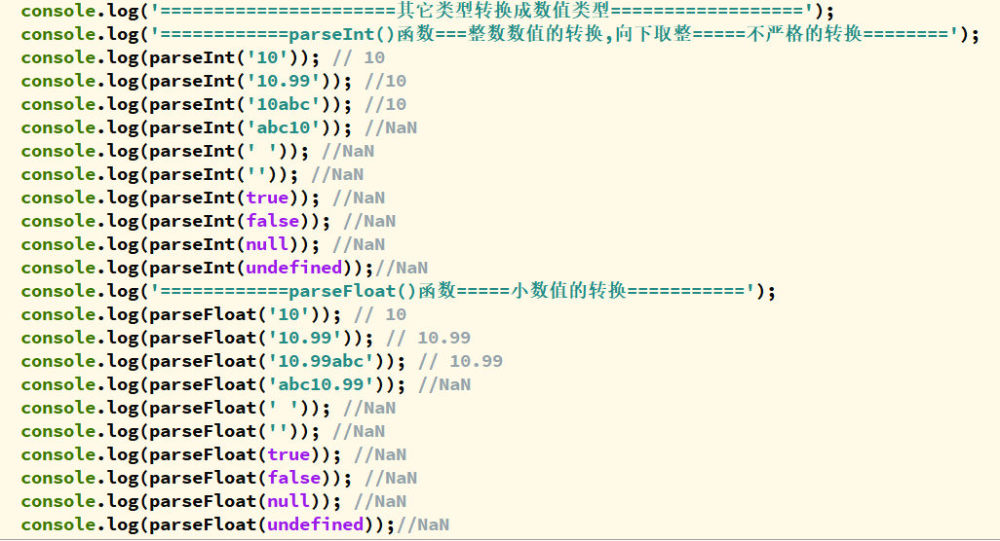 console.log('======================其它类型转换成数值类型==================');
console.log('============parseInt()函数===整数数值的转换,向下取整=====不严格的转换========');
console.log(parseInt('10')); // 10
console.log(parseInt('10.99')); //10
console.log(parseInt('10abc')); //10
console.log(parseInt('abc10')); //NaN
console.log(parseInt(' ')); //NaN
console.log(parseInt('')); //NaN
console.log(parseInt(true)); //NaN
console.log(parseInt(false)); //NaN
console.log(parseInt(null)); //NaN
console.log(parseInt(undefined));//NaN
console.log('============parseFloat()函数=====小数值的转换===========');
console.log(parseFloat('10')); // 10
console.log(parseFloat('10.99')); // 10.99
console.log(parseFloat('10.99abc')); // 10.99
console.log(parseFloat('abc10.99')); //NaN
console.log(parseFloat(' ')); //NaN
console.log(parseFloat('')); //NaN
console.log(parseFloat(true)); //NaN
console.log(parseFloat(false)); //NaN
console.log(parseFloat(null)); //NaN
console.log(parseFloat(undefined));//NaN